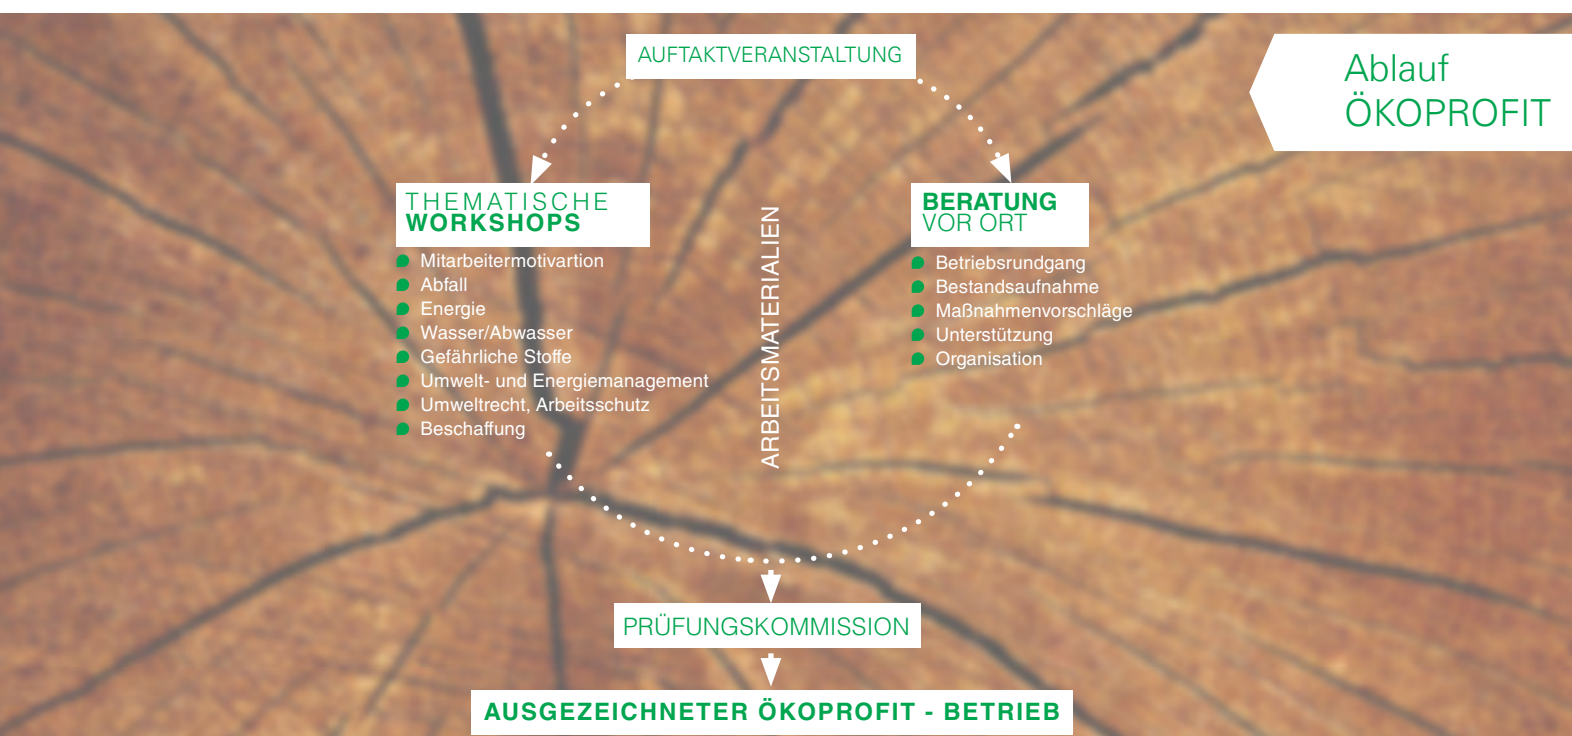 Ablauf
ÖKOPROFIT
AUFTAKTVERANSTALTUNG
THEMATISCHE
WORKSHOPS
Mitarbeitermotivartion
Abfall
Energie
Wasser/Abwasser
Gefährliche Stoffe
Umwelt- und Energiemanagement
Umweltrecht, Arbeitsschutz
Beschaffung
ARBEITSMATERIALIEN
BERATUNG
VOR ORT
Betriebsrundgang
Bestandsaufnahme
Maßnahmenvorschläge
Unterstützung
Organisation
PRÜFUNGSKOMMISSION
AUSGEZEICHNETER ÖKOPROFIT - BETRIEB